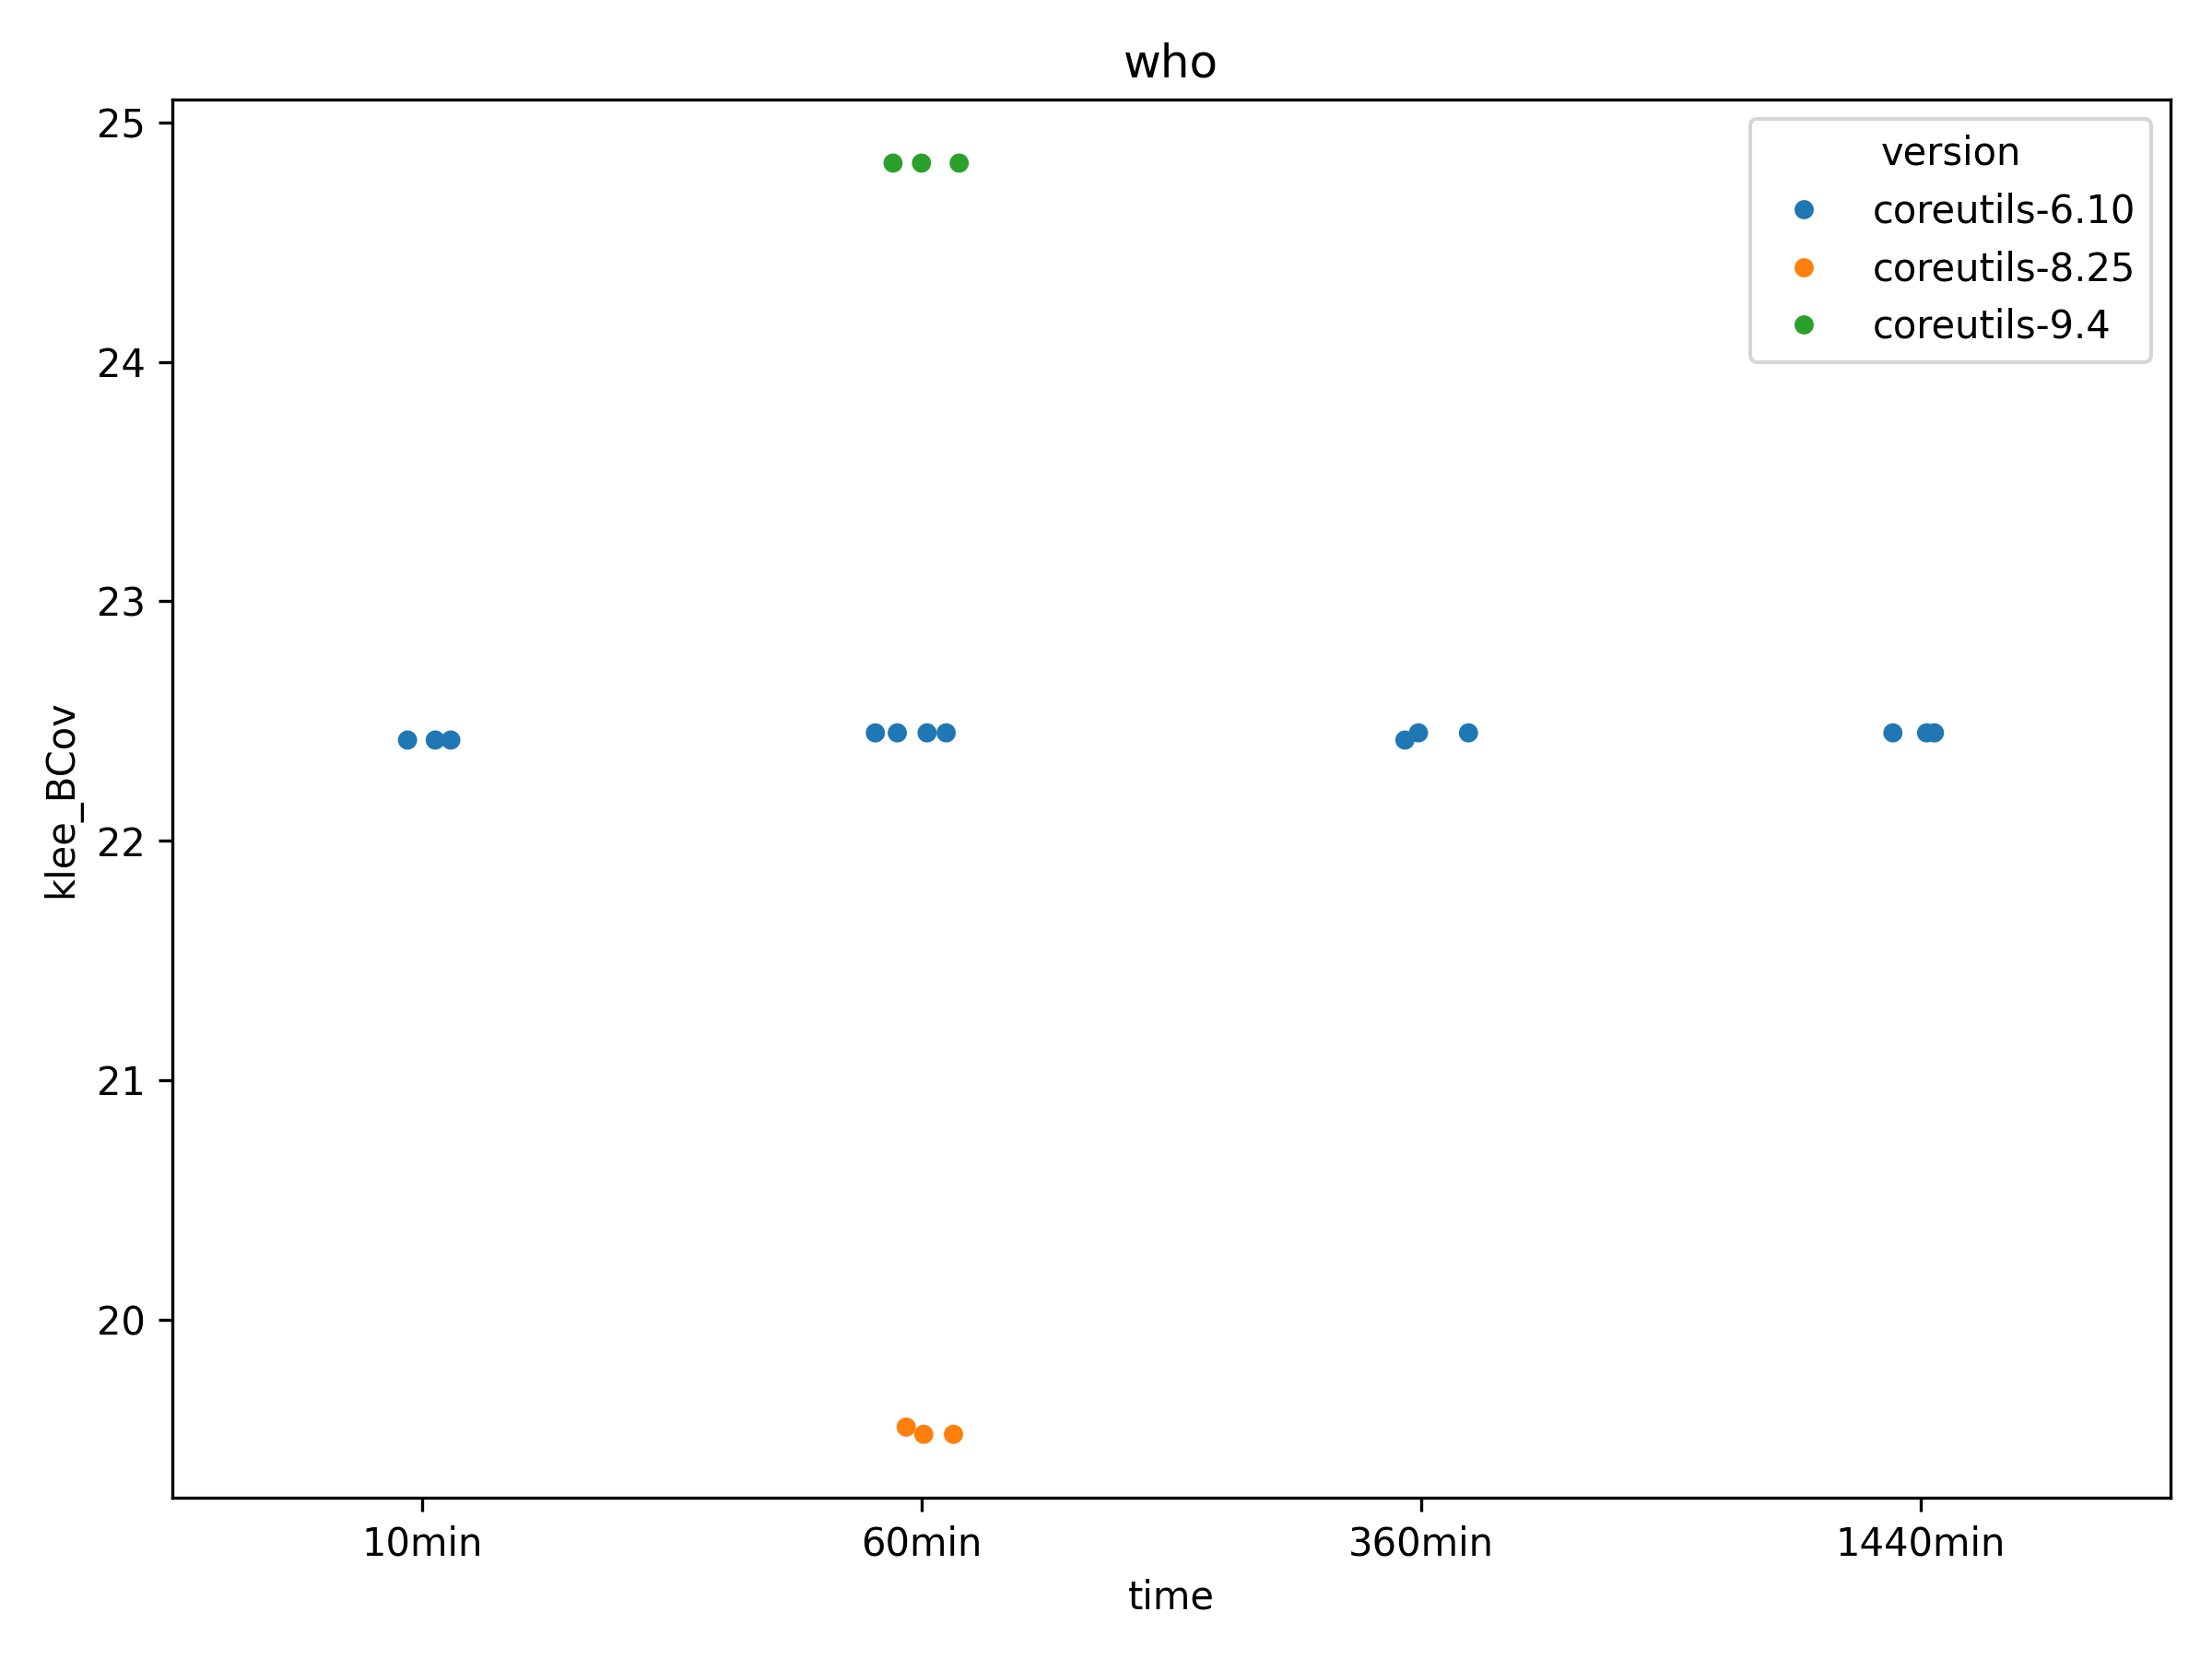 who
25
24
23
22
21
20
klee_BCov
version
coreutils-6.10
coreutils-8.25
coreutils-9.4
10min
60min
360min
1440min
time